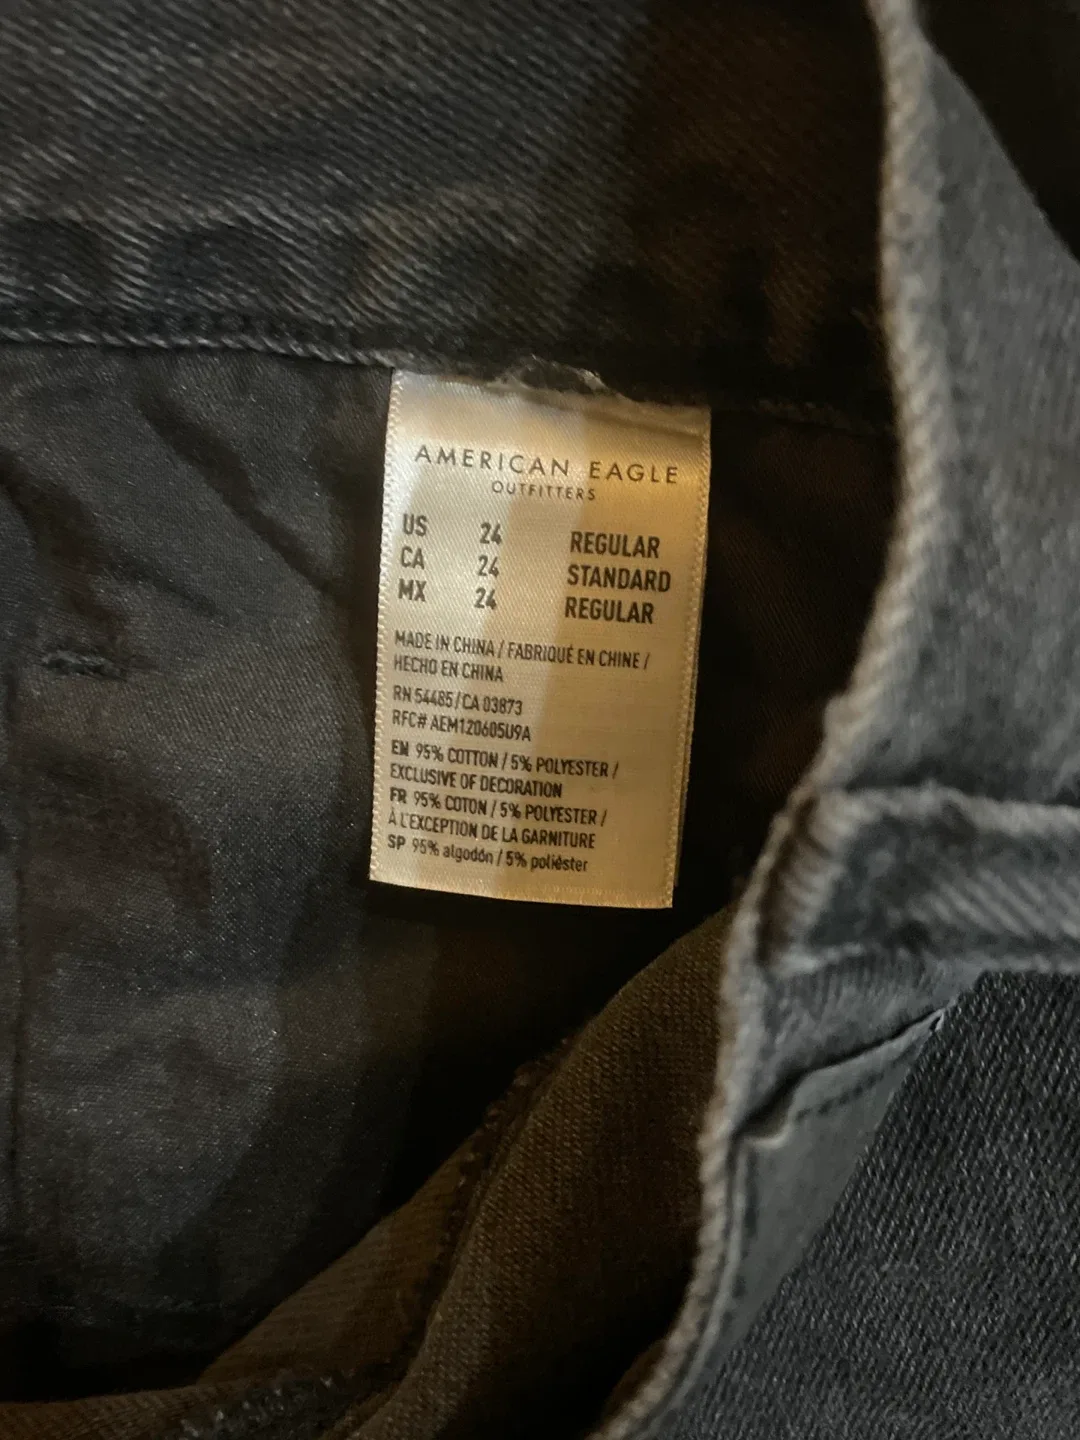 AMERICAN EAGLE
OUTFITTERS
US 24 REGULAR
CA 24 STANDARD
MX 24 REGULAR
MADE IN CHINA / FABRIQUÉ EN CHINE /
HECHO EN CHINA
RN 54485/CA 03873
RFC# AEM120605U9A
EN 95% COTTON / 5% POLYESTER /
EXCLUSIVE OF DECORATION
FR 95% COTON / 5% POLYESTER /
À L'EXCEPTION DE LA GARNITURE
SP 95% algodón / 5% poliéster